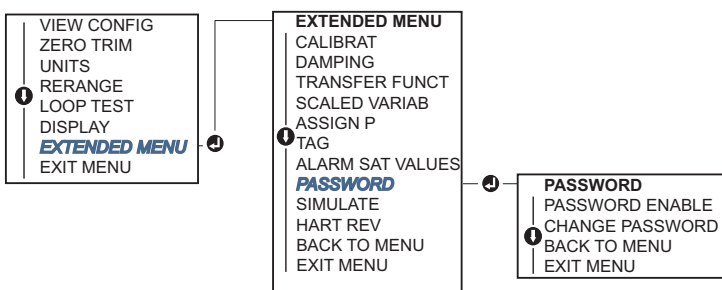 VIEW CONFIG
ZERO TRIM
UNITS
RERANGE
LOOP TEST
DISPLAY
EXTENDED MENU
EXIT MENU
EXTENDED MENU
CALIBRAT
DAMPING
TRANSFER FUNCT
SCALED VARIAB
ASSIGN P
TAG
ALARM SAT VALUES
PASSWORD
SIMULATE
HART REV
BACK TO MENU
EXIT MENU
PASSWORD
PASSWORD ENABLE
CHANGE PASSWORD
BACK TO MENU
EXIT MENU